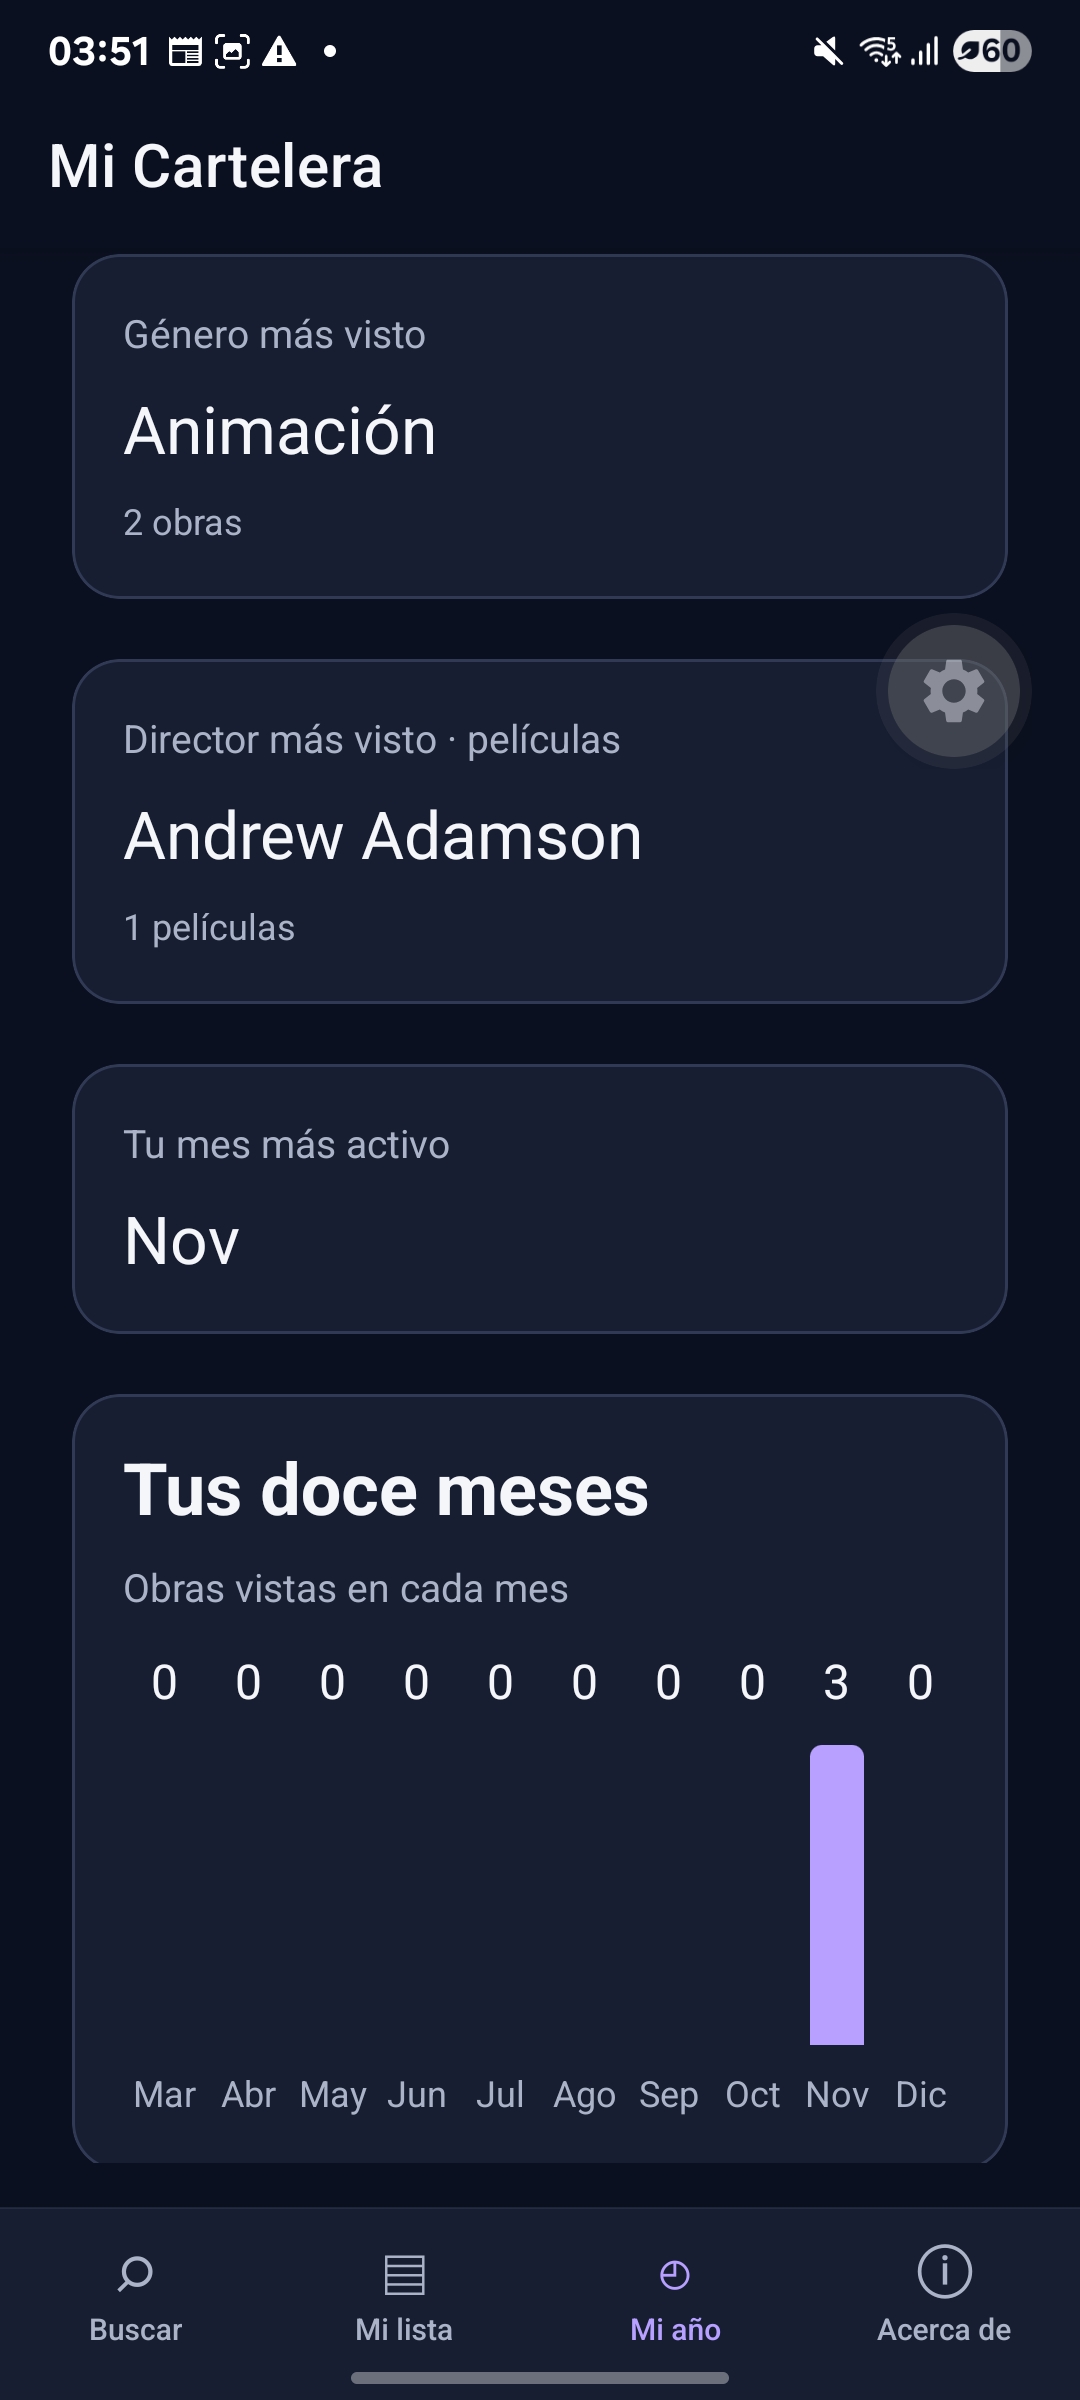 03:51
5
60
Mi Cartelera
Género más visto
Animación
2 obras
Director más visto · películas
Andrew Adamson
1 películas
Tu mes más activo
Nov
Tus doce meses
Obras vistas en cada mes
0 0 0 0 0 0 0 0 3 0
Mar Abr May Jun Jul Ago Sep Oct Nov Dic
Buscar Mi lista Mi año Acerca de